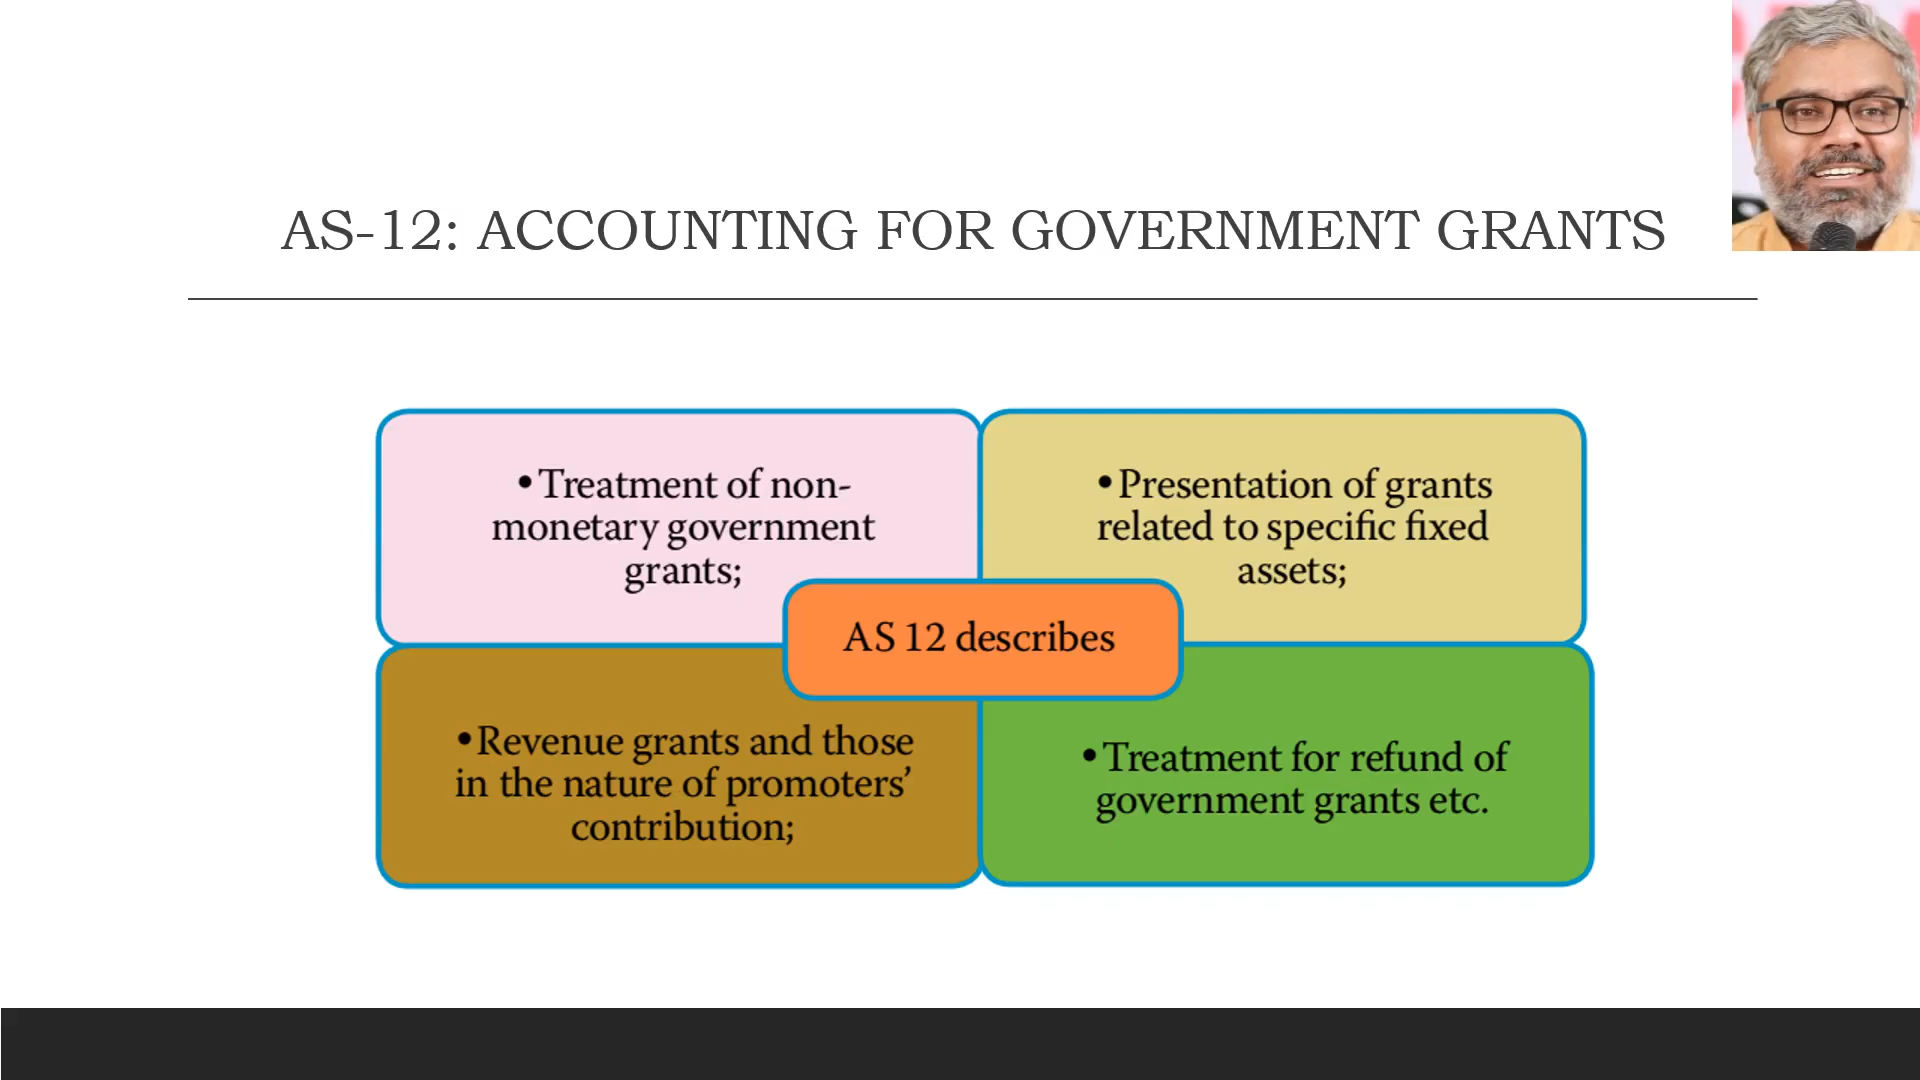 AS-12: ACCOUNTING FOR GOVERNMENT GRANTS
•Treatment of non-
monetary government
grants;
•Presentation of grants
related to specific fixed
assets;
AS 12 describes
•Revenue grants and those
in the nature of promoters’
contribution;
•Treatment for refund of
government grants etc.